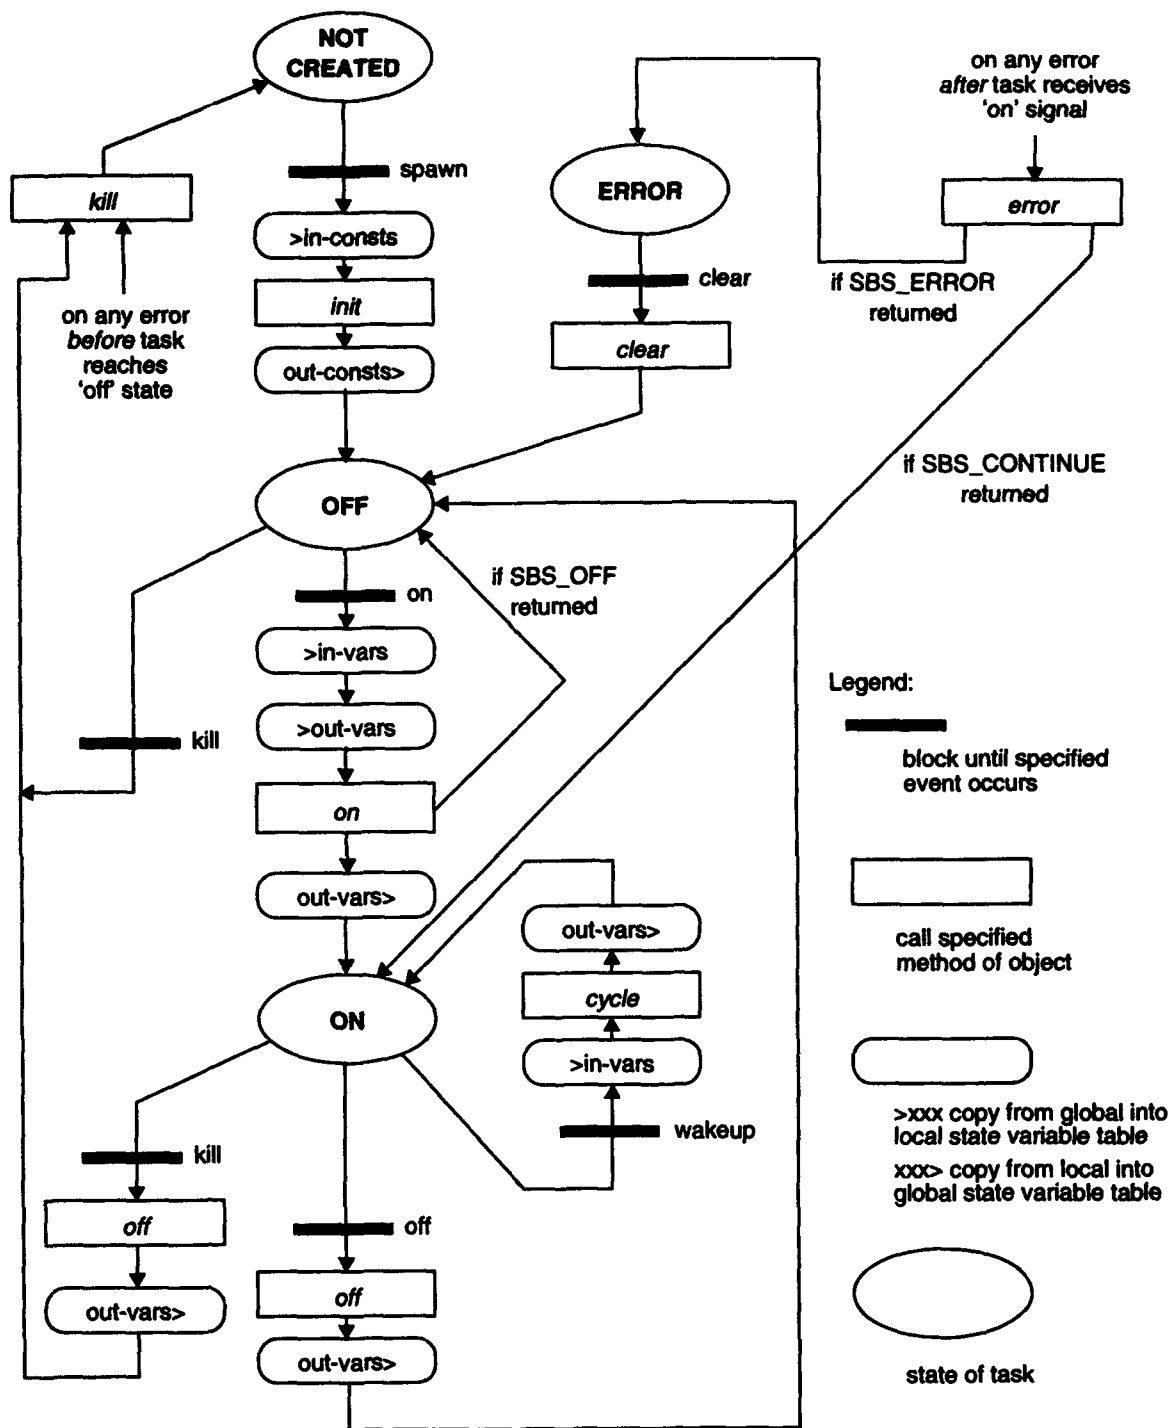 NOT
CREATED
spawn
>in-consts
init
out-consts>
kill
on any error
before task
reaches
'off' state
ERROR
clear
clear
on any error
after task receives
'on' signal
error
if SBS_ERROR
returned
if SBS_CONTINUE
returned
OFF
on
>in-vars
>out-vars
on
out-vars>
if SBS_OFF
returned
kill
ON
out-vars>
cycle
>in-vars
wakeup
kill
off
out-vars>
off
off
out-vars>
Legend:
block until specified
event occurs
call specified
method of object
>xxx copy from global into
local state variable table
xxx> copy from local into
global state variable table
state of task